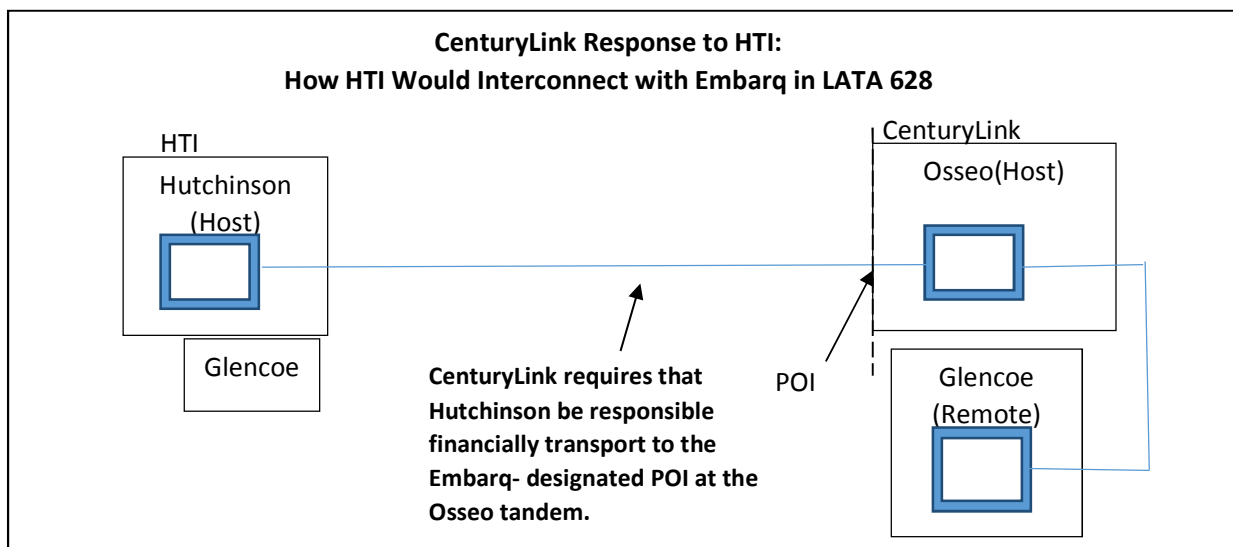 CenturyLink Response to HTI:
How HTI Would Interconnect with Embarq in LATA 628
HTI
Hutchinson
(Host)
Glencoe
CenturyLink
Osseo(Host)
CenturyLink requires that
Hutchinson be responsible
financially transport to the
Embarq- designated POI at the
Osseo tandem.
POI
Glencoe
(Remote)